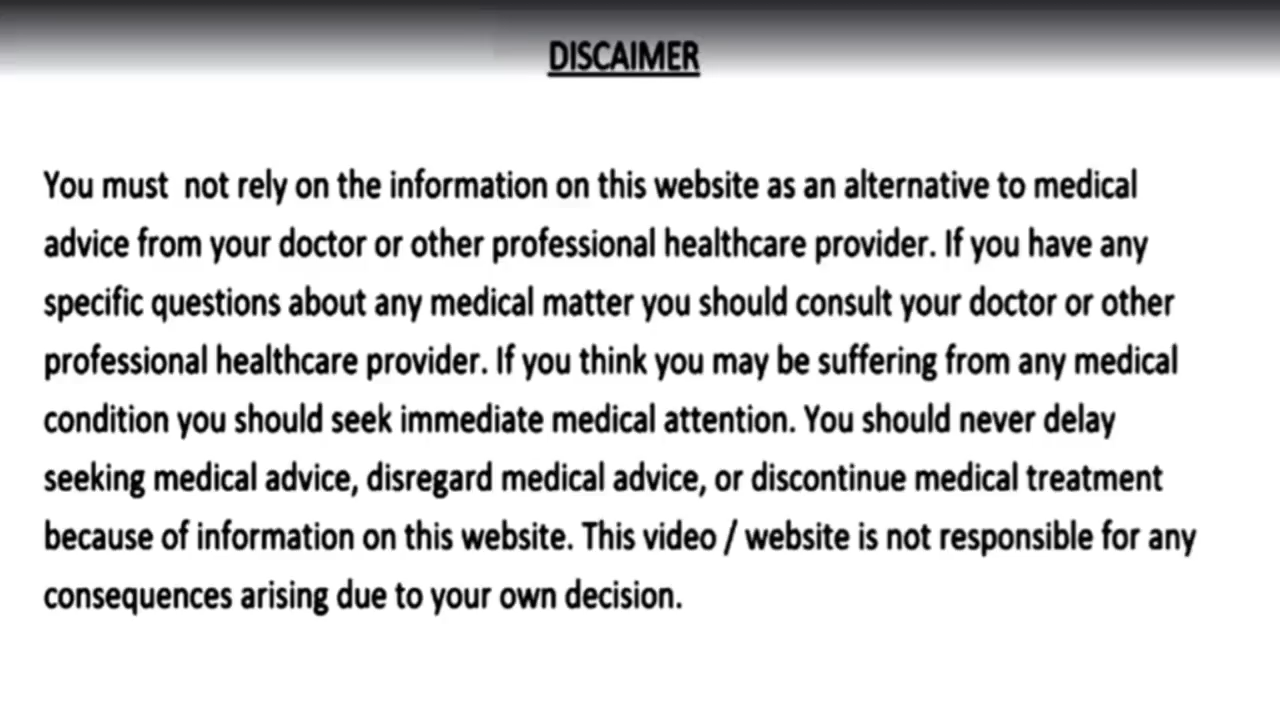 DISCAIMER
You must  not rely on the information on this website as an alternative to medical
advice from your doctor or other professional healthcare provider. If you have any
specific questions about any medical matter you should consult your doctor or other
professional healthcare provider. If you think you may be suffering from any medical
condition you should seek immediate medical attention. You should never delay
seeking medical advice, disregard medical advice, or discontinue medical treatment
because of information on this website. This video / website is not responsible for any
consequences arising due to your own decision.